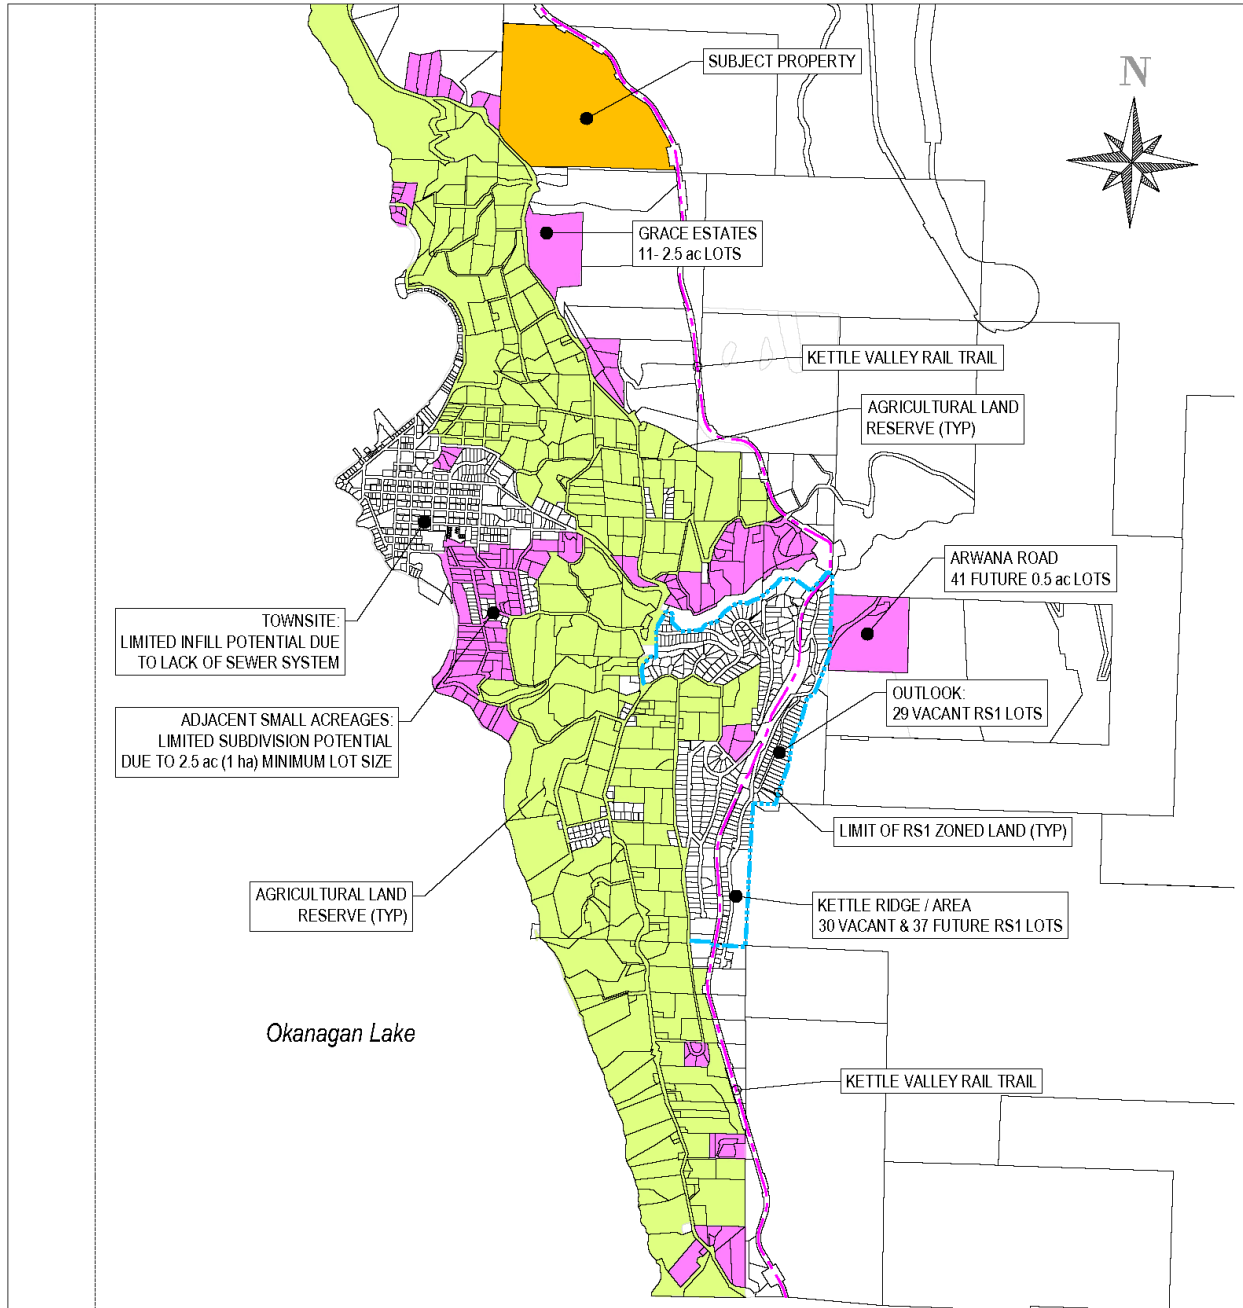 SUBJECT PROPERTY
N
GRACE ESTATES
11- 2.5 ac LOTS
KETTLE VALLEY RAIL TRAIL
AGRICULTURAL LAND
RESERVE (TYP)
ARWANA ROAD
41 FUTURE 0.5 ac LOTS
TOWNSITE:
LIMITED INFILL POTENTIAL DUE
TO LACK OF SEWER SYSTEM
OUTLOOK:
29 VACANT RS1 LOTS
ADJACENT SMALL ACREAGES:
LIMITED SUBDIVISION POTENTIAL
DUE TO 2.5 ac (1 ha) MINIMUM LOT SIZE
LIMIT OF RS1 ZONED LAND (TYP)
AGRICULTURAL LAND
RESERVE (TYP)
KETTLE RIDGE / AREA
30 VACANT & 37 FUTURE RS1 LOTS
Okanagan Lake
KETTLE VALLEY RAIL TRAIL